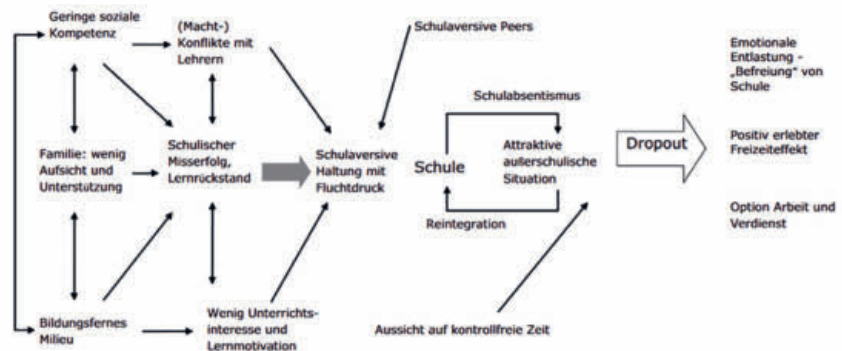 Geringe soziale
Kompetenz
(Macht-)
Konflikte mit
Lehrern
Schulaversive Peers
Emotionale
Entlastung -
„Befreiung“ von
Schule
Schulabsentismus
Familie: wenig
Aufsicht und
Unterstützung
Schulischer
Misserfolg,
Lernrückstand
Schulaversive
Haltung mit
Fluchtdruck
Schule
Attraktive
außerschulische
Situation
Dropout
Positiv erlebter
Freizeiteffekt
Reintegration
Option Arbeit und
Verdienst
Bildungsfernes
Milieu
Wenig Unterrichts-
interesse und
Lernmotivation
Aussicht auf kontrollfreie Zeit